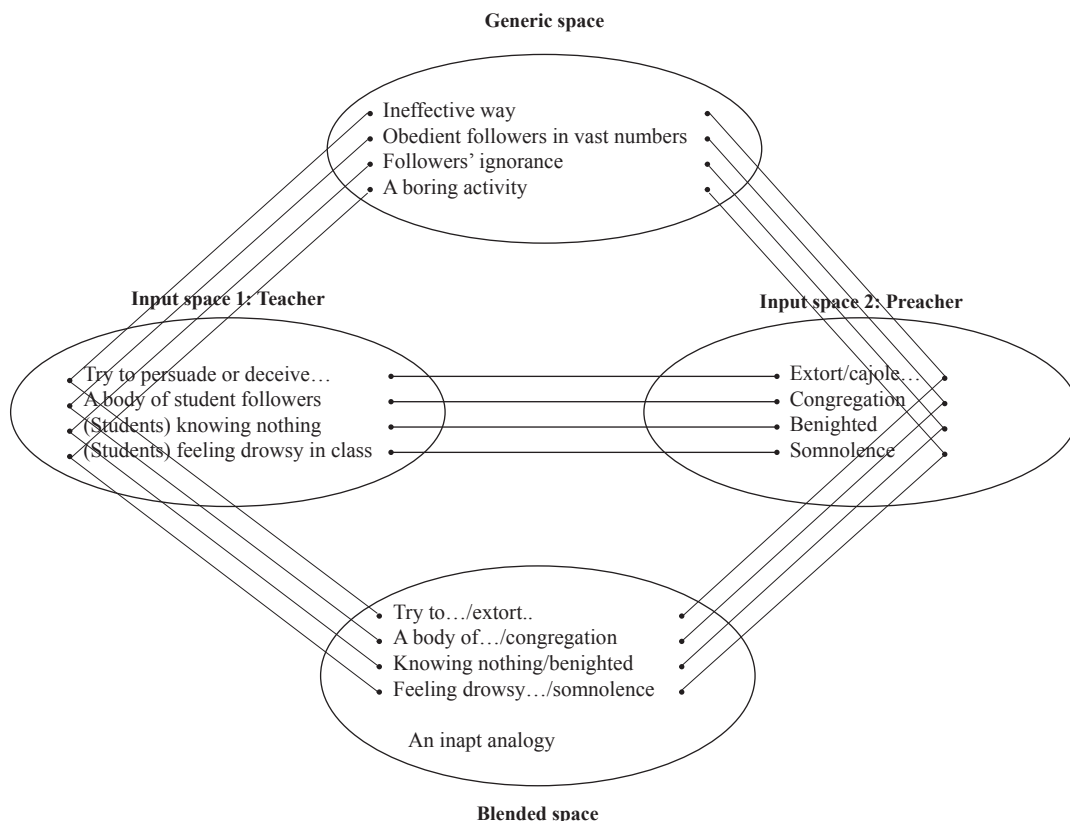 Generic space
Ineffective way
Obedient followers in vast numbers
Followers’ ignorance
A boring activity
Input space 1: Teacher
Try to persuade or deceive…
A body of student followers
(Students) knowing nothing
(Students) feeling drowsy in class
Input space 2: Preacher
Extort/cajole…
Congregation
Benighted
Somnolence
Try to…/extort..
A body of…/congregation
Knowing nothing/benighted
Feeling drowsy…/somnolence
An inapt analogy
Blended space